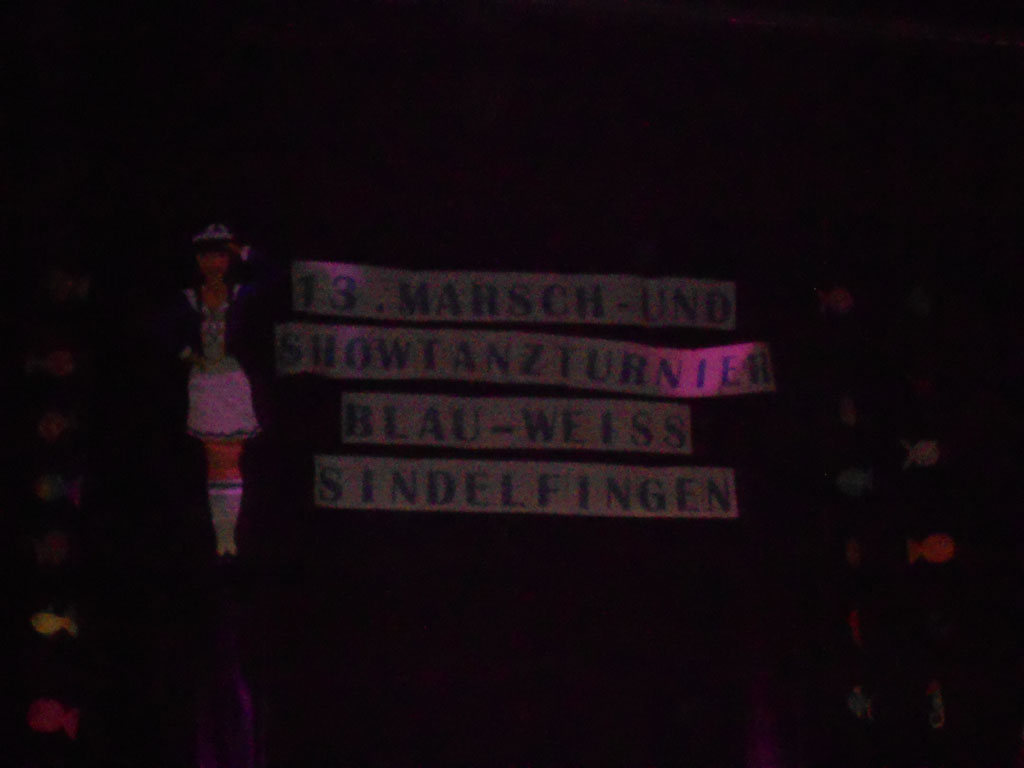 13. MARSCH-UND
SHOWTANZTURNIER
BLAU-WEISS
SINDELFINGEN